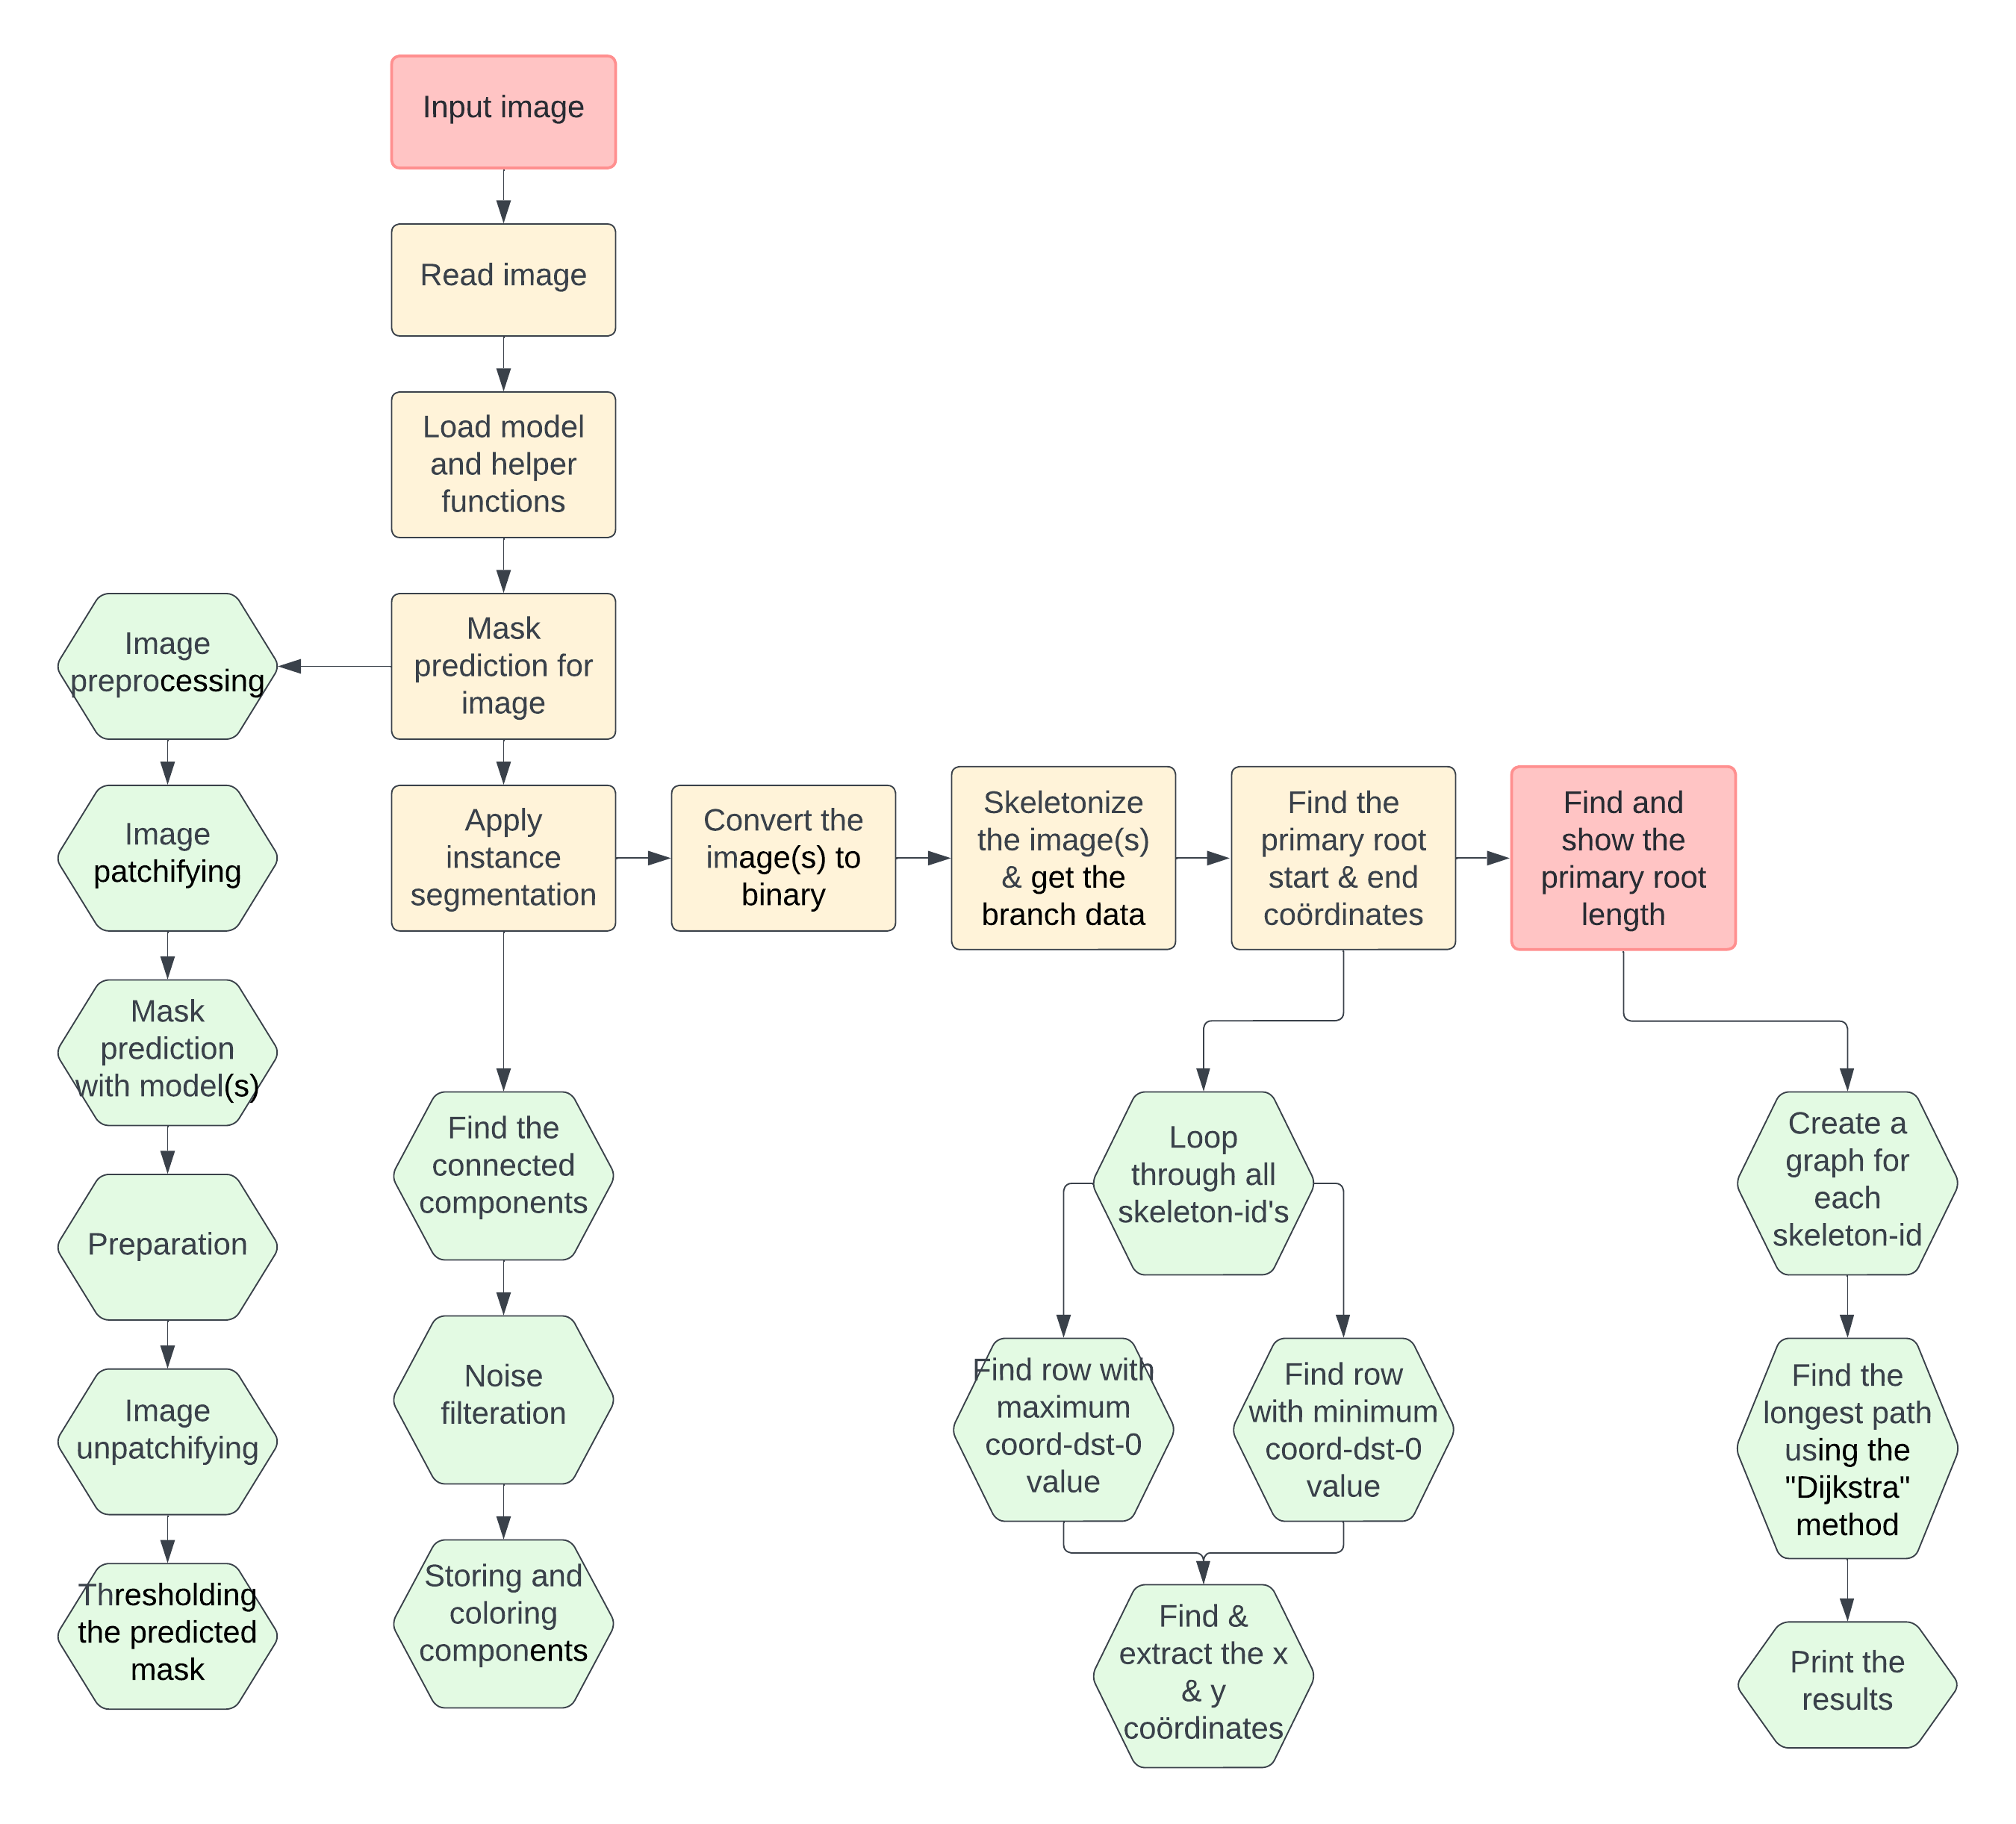 Input image
Read image
Load model
and helper
functions
Mask
prediction for
image
Image
preprocessing
Image
patchifying
Mask
prediction
with model(s)
Preparation
Image
unpatchifying
Thresholding
the predicted
mask
Apply
instance
segmentation
Find the
connected
components
Noise
filteration
Storing and
coloring
components
Convert the
image(s) to
binary
Skeletonize
the image(s)
& get the
branch data
Find the
primary root
start & end
coördinates
Loop
through all
skeleton-id's
Find row with
maximum
coord-dst-0
value
Find row
with minimum
coord-dst-0
value
Find &
extract the x
& y
coördinates
Find and
show the
primary root
length
Create a
graph for
each
skeleton-id
Find the
longest path
using the
"Dijkstra"
method
Print the
results